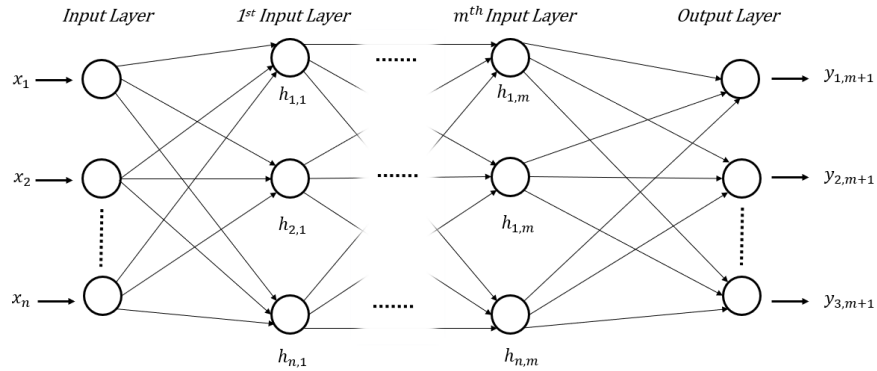 Input Layer
1ˢᵗ Input Layer
mᵗʰ Input Layer
Output Layer
x₁
h₁,₁
.......
h₁,ₘ
y₁,ₘ₊₁
x₂
h₂,₁
.......
h₁,ₘ
y₂,ₘ₊₁
xₙ
hₙ,₁
.......
hₙ,ₘ
y₃,ₘ₊₁